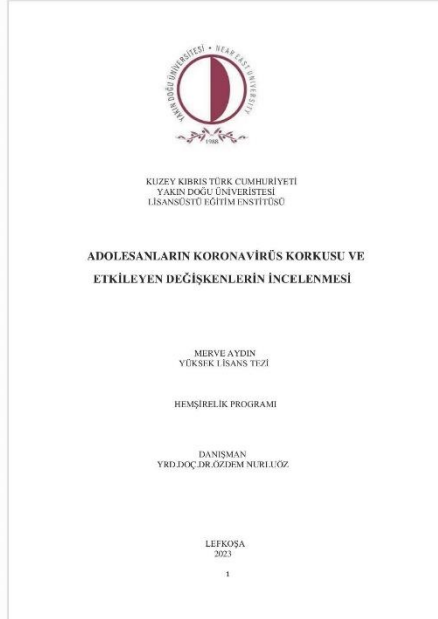 YAKIN DOĞU ÜNİVERSİTESİ • NEAR EAST UNIVERSITY
1988
KUZEY KIBRIS TÜRK CUMHURİYETİ
YAKIN DOĞU ÜNİVERİSTESİ
LİSANSÜSTÜ EĞİTİM ENSTİTÜSÜ
ADOLESANLARIN KORONAVİRÜS KORKUSU VE
ETKİLEYEN DEĞİŞKENLERİN İNCELENMESİ
MERVE AYDIN
YÜKSEK LİSANS TEZİ
HEMŞİRELİK PROGRAMI
DANIŞMAN
YRD.DOÇ.DR.ÖZDEM NURLUÖZ
LEFKOŞA
2023
1